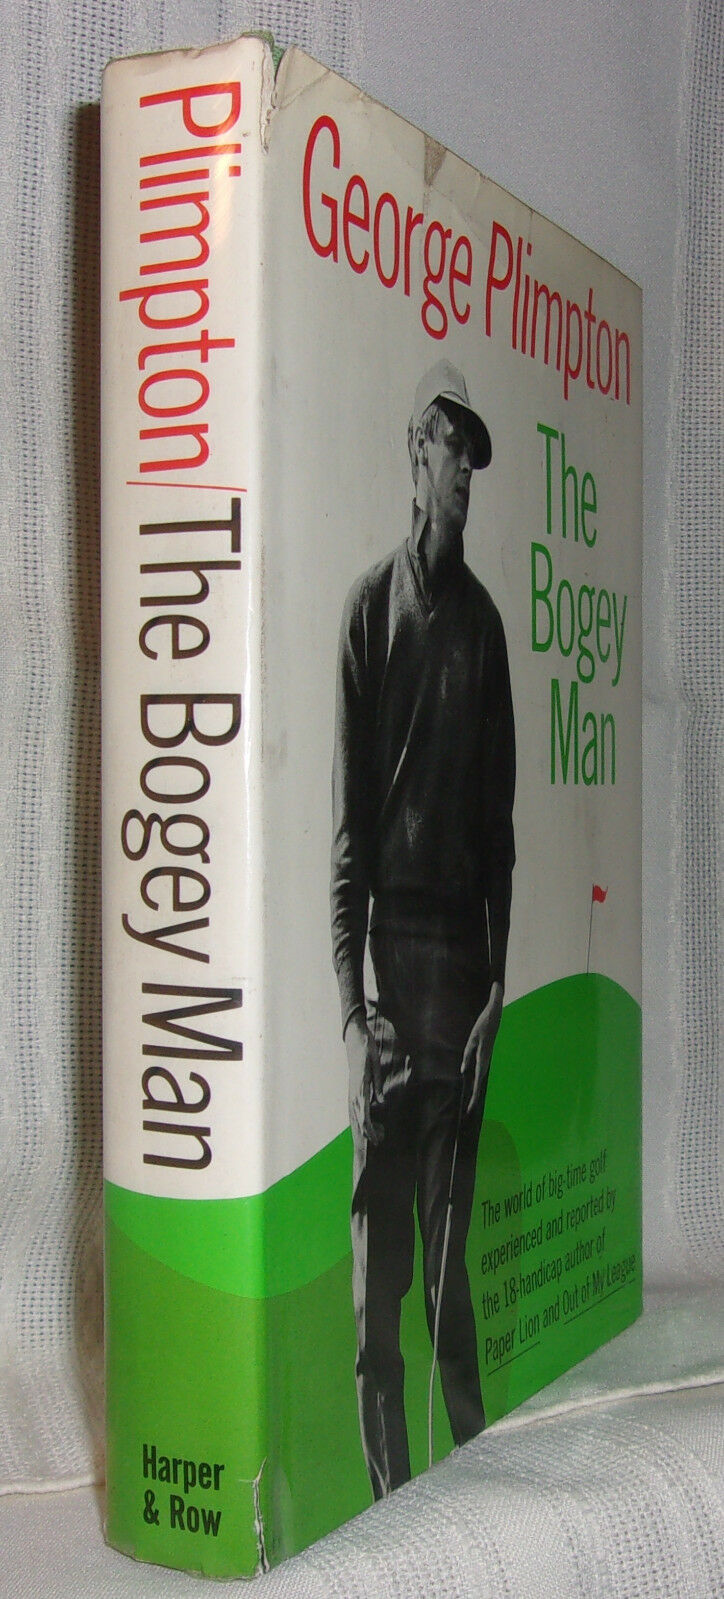 Plimpton/The Bogey Man
Harper
& Row
George Plimpton
The
Bogey
Man
The world of big-time golf
experienced and reported by
the 18-handicap author of
Paper Lion and Out of My League